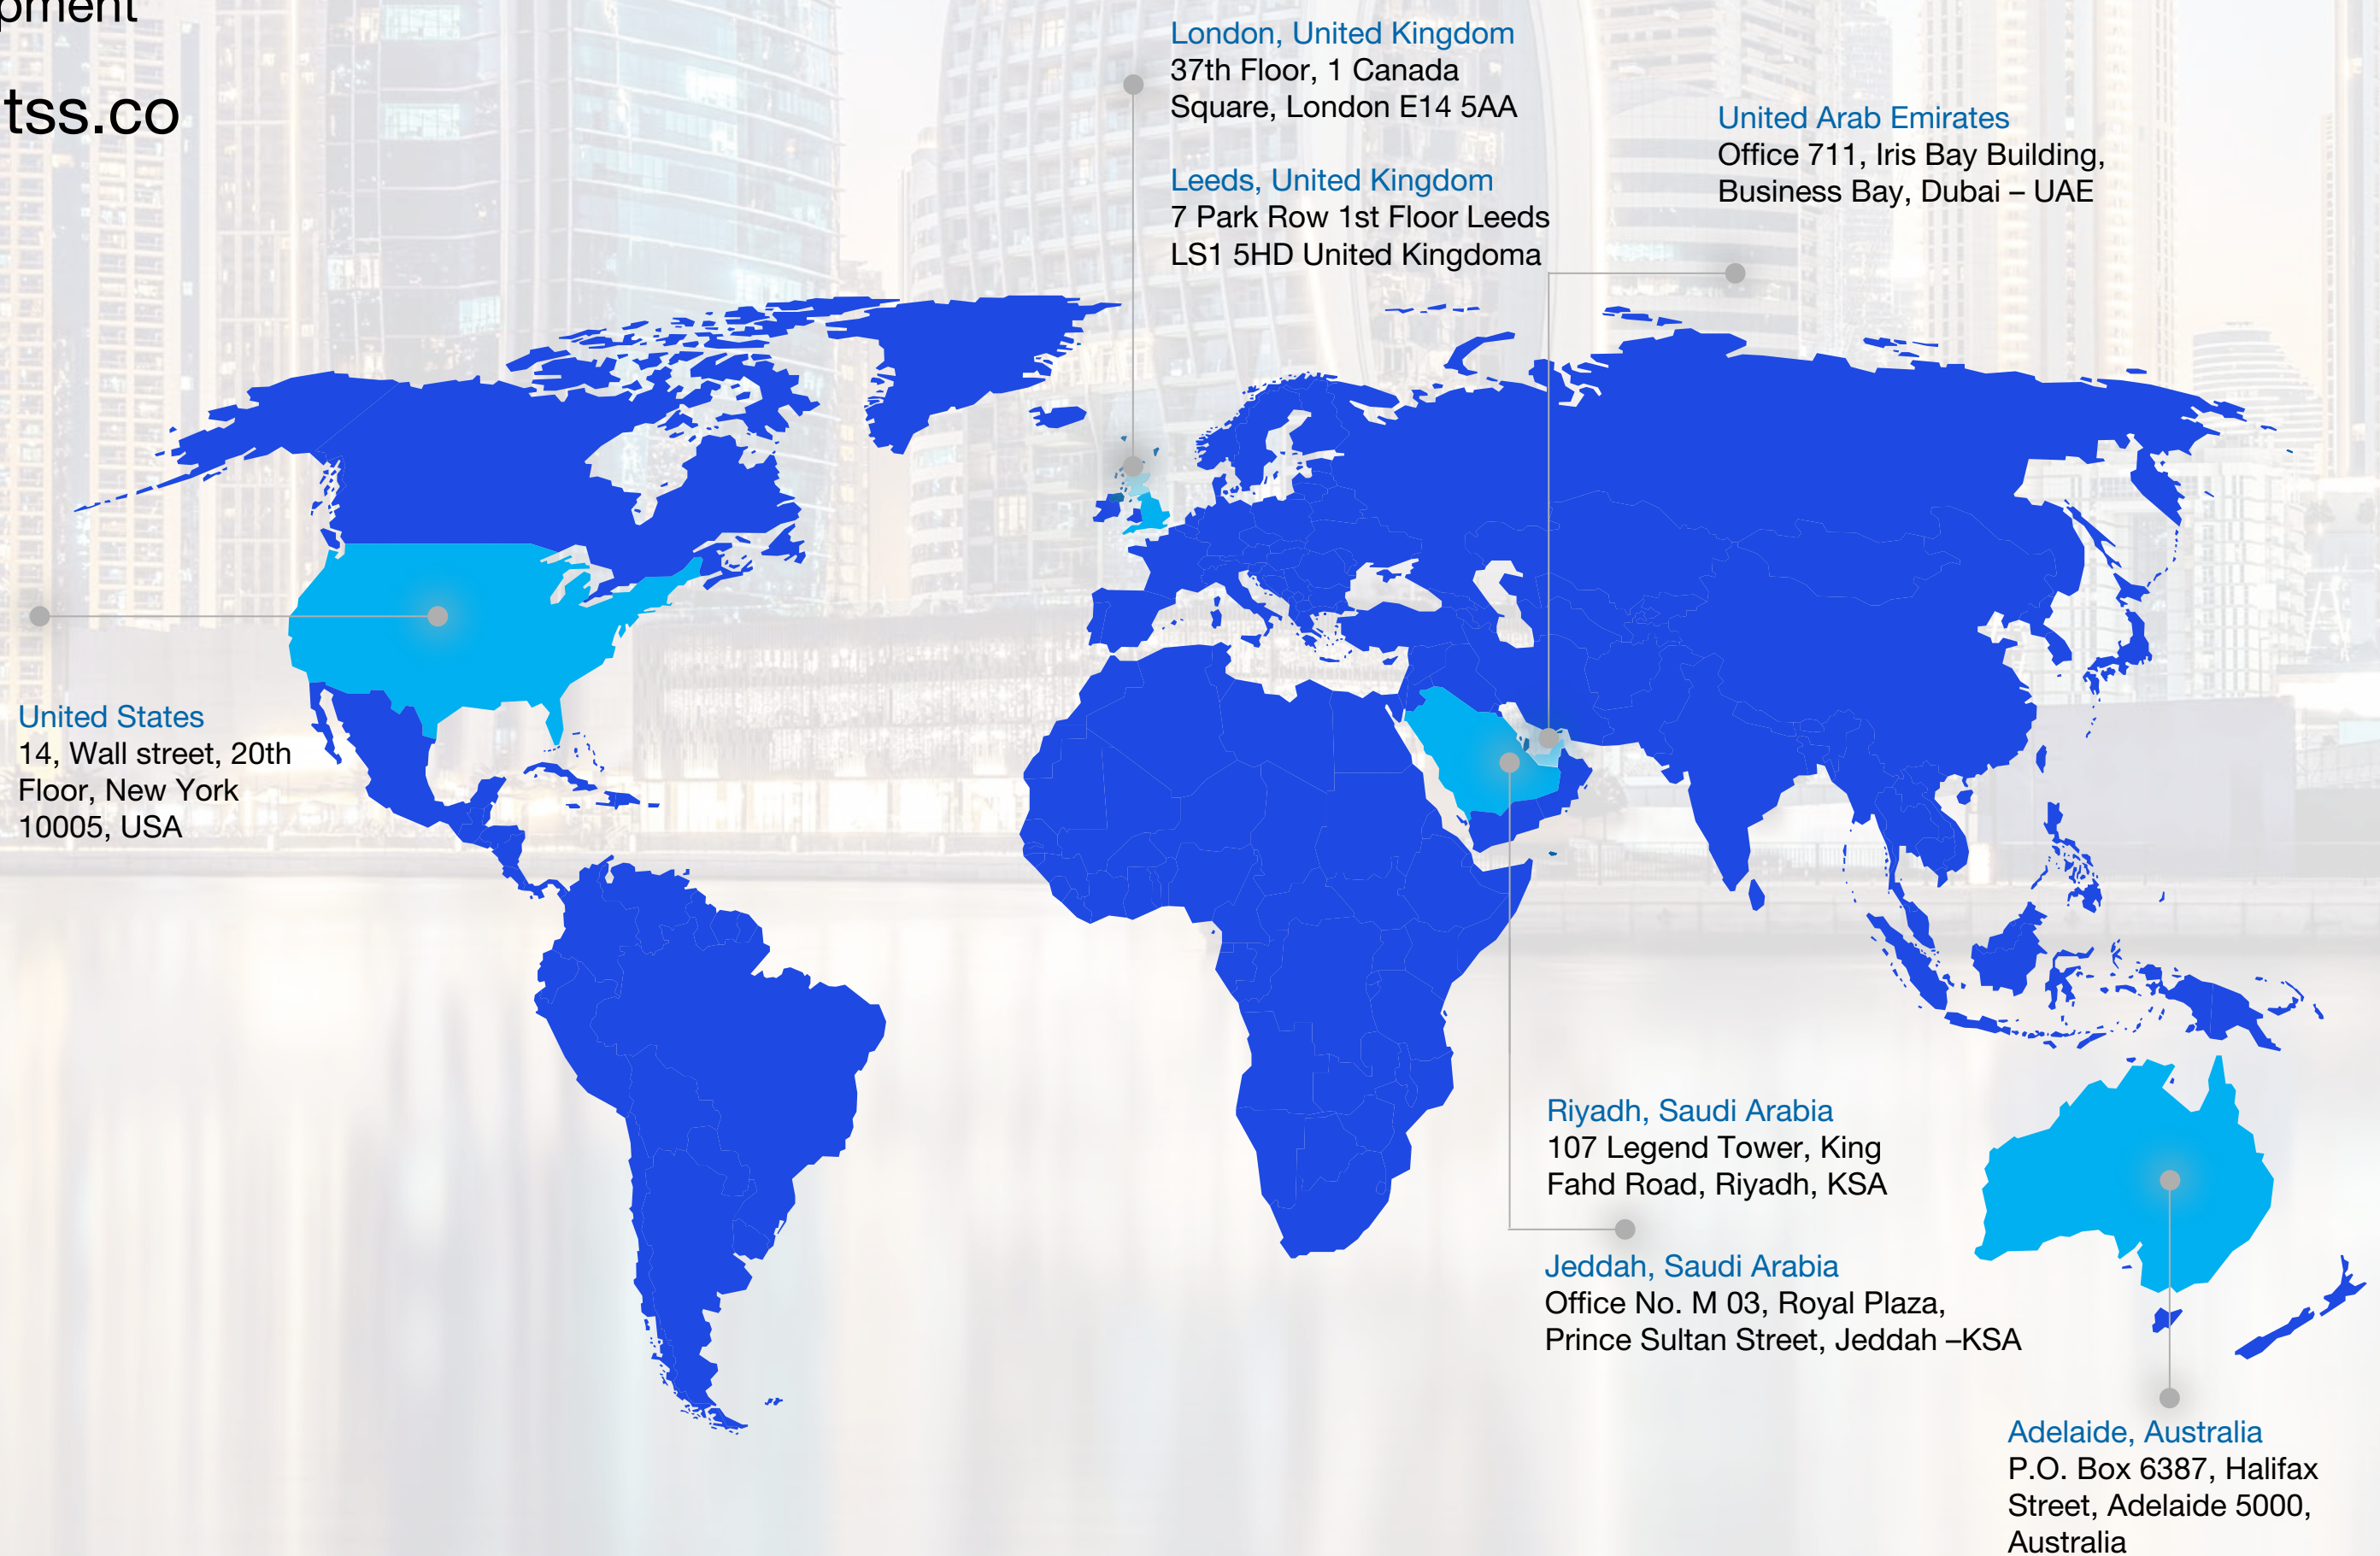 tss.co
London, United Kingdom
37th Floor, 1 Canada
Square, London E14 5AA
Leeds, United Kingdom
7 Park Row 1st Floor Leeds
LS1 5HD United Kingdoma
United Arab Emirates
Office 711, Iris Bay Building,
Business Bay, Dubai – UAE
United States
14, Wall street, 20th
Floor, New York
10005, USA
Riyadh, Saudi Arabia
107 Legend Tower, King
Fahd Road, Riyadh, KSA
Jeddah, Saudi Arabia
Office No. M 03, Royal Plaza,
Prince Sultan Street, Jeddah –KSA
Adelaide, Australia
P.O. Box 6387, Halifax
Street, Adelaide 5000,
Australia